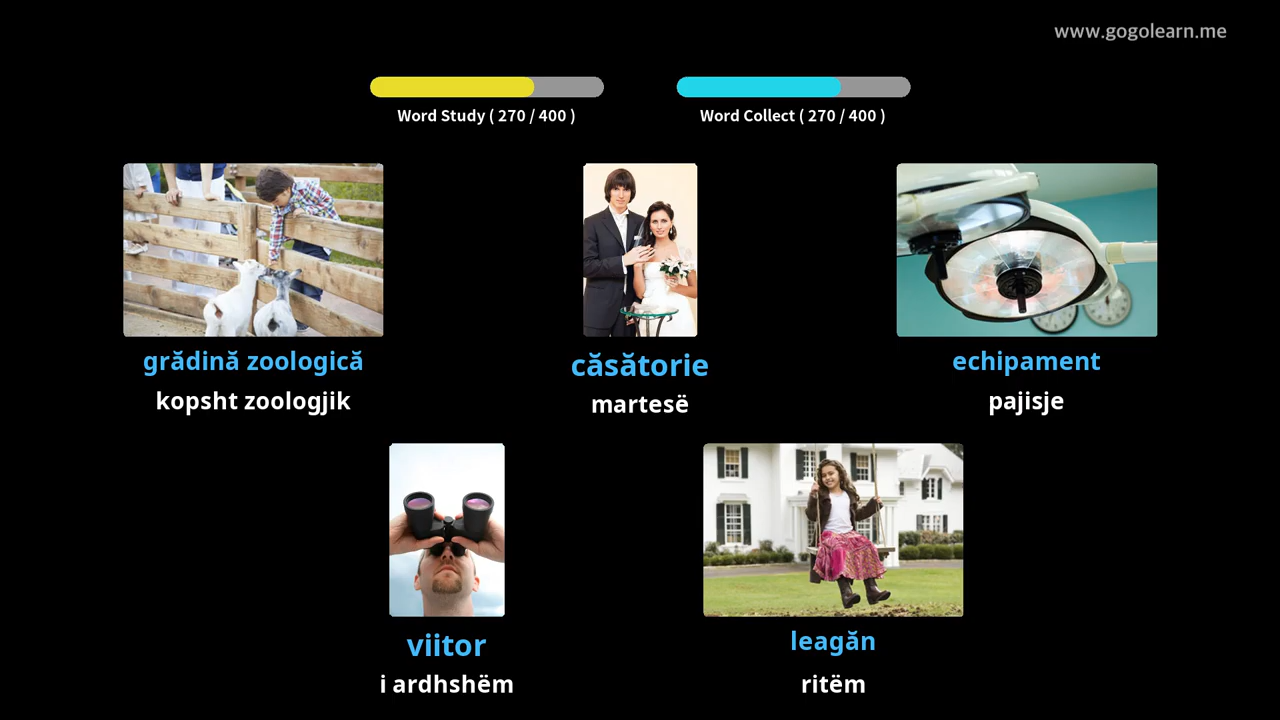 www.gogolearn.me
Word Study ( 270 / 400 )
Word Collect ( 270 / 400 )
grădină zoologică
kopsht zoologjik
căsătorie
martesë
echipament
pajisje
viitor
i ardhshëm
leagăn
ritëm